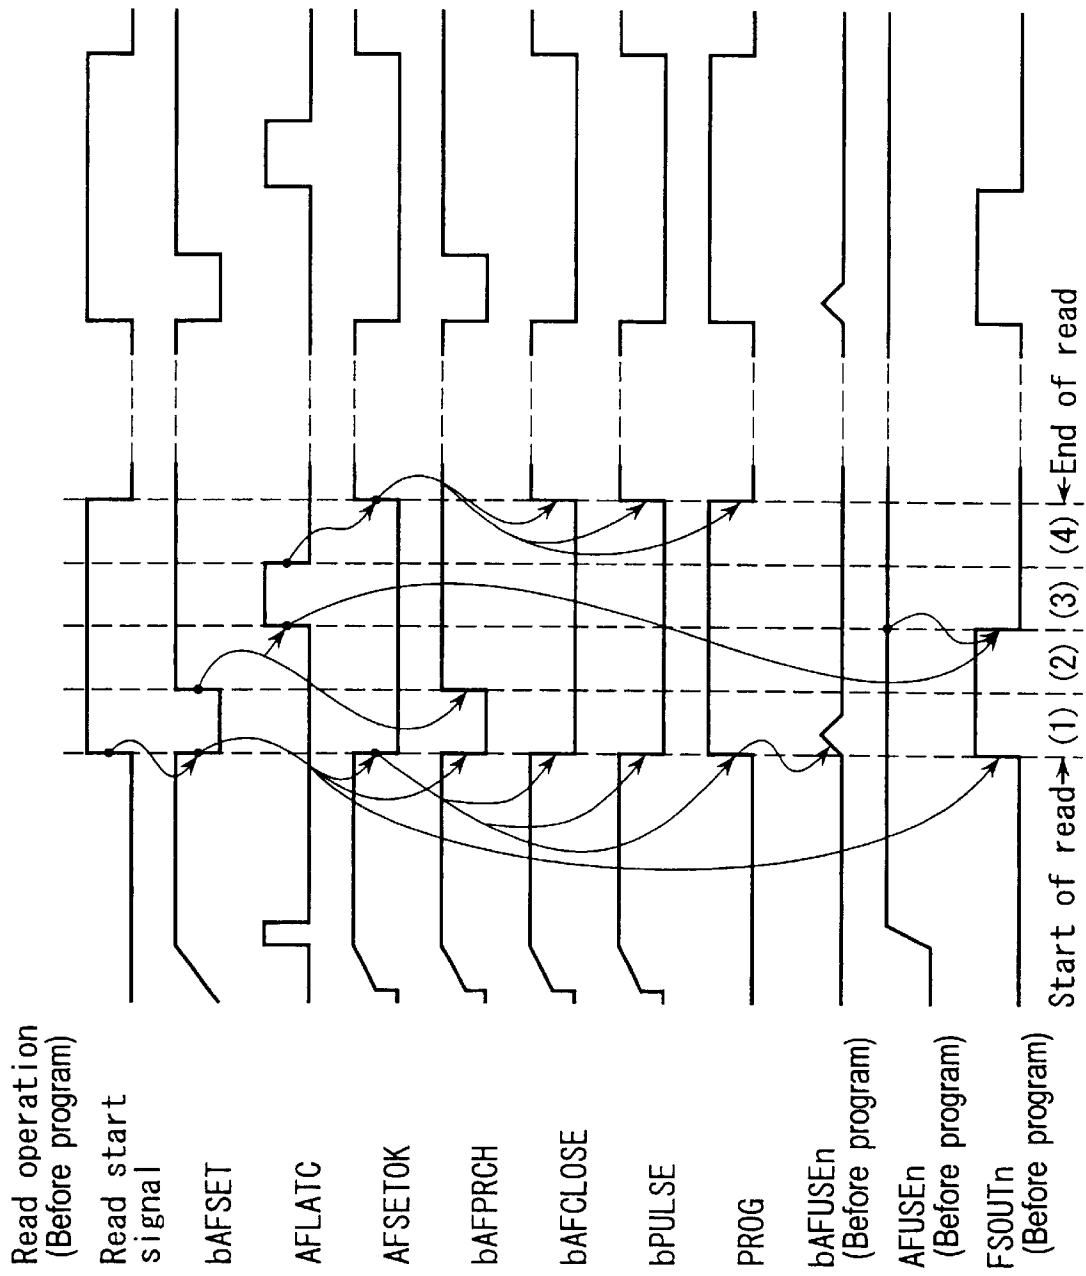 Read operation
(Before program)
Read start
signal
bAFSET
AFLATC
AFSETOK
bAFPRCH
bAFCLOSE
bPULSE
PROG
bAFUSEn
(Before program)
AFUSEn
(Before program)
FSOUTn
(Before program)
Start of read (1) (2) (3) (4) End of read